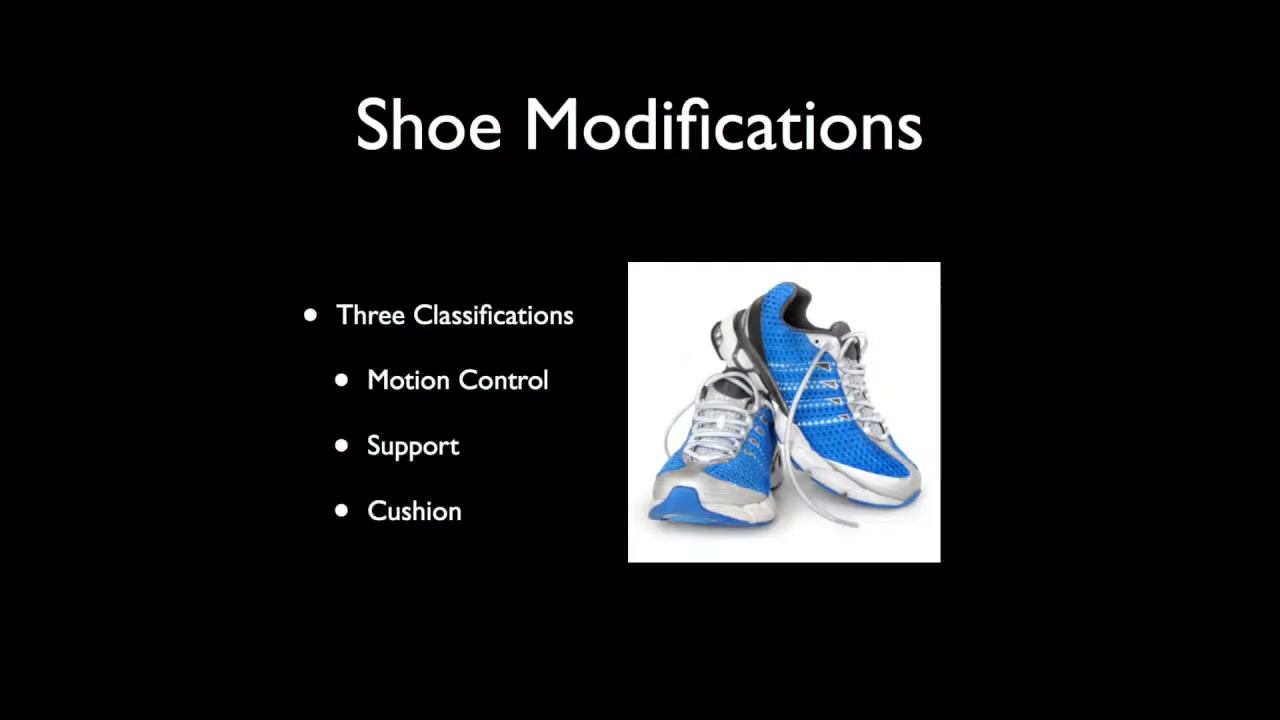 Shoe Modifications
• Three Classifications
• Motion Control
• Support
• Cushion